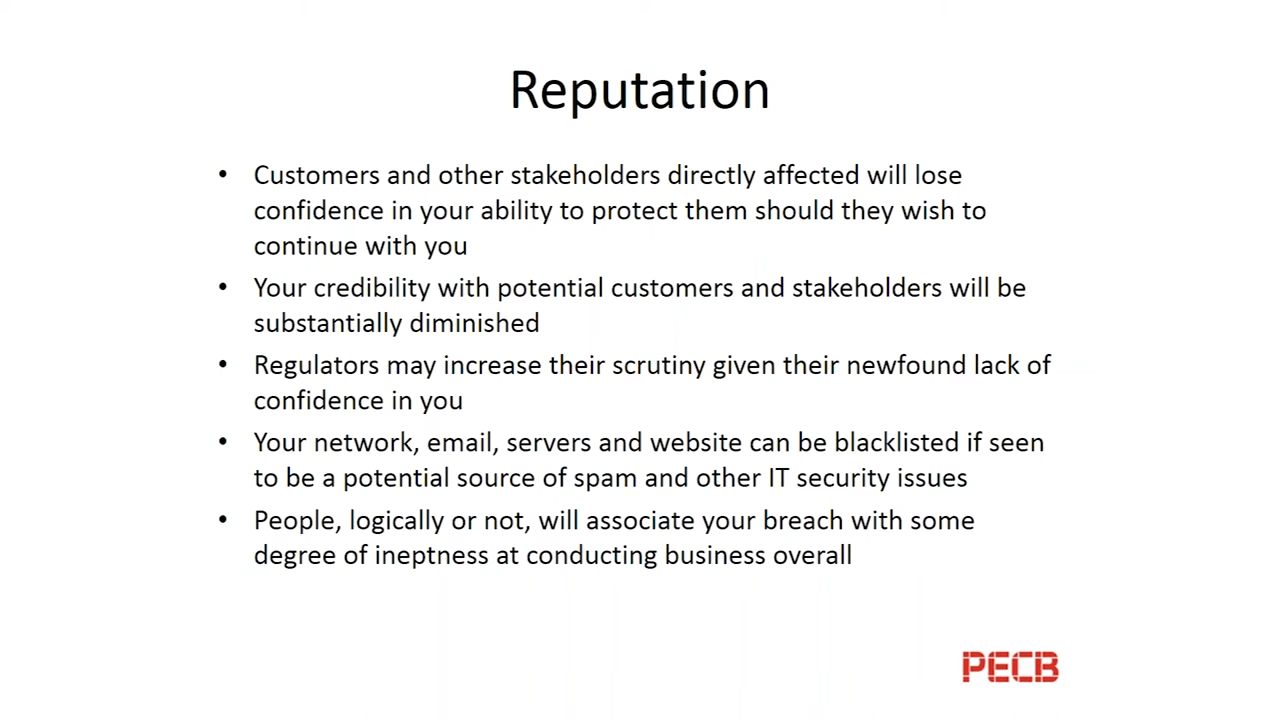 Reputation
• Customers and other stakeholders directly affected will lose
confidence in your ability to protect them should they wish to
continue with you
• Your credibility with potential customers and stakeholders will be
substantially diminished
• Regulators may increase their scrutiny given their newfound lack of
confidence in you
• Your network, email, servers and website can be blacklisted if seen
to be a potential source of spam and other IT security issues
• People, logically or not, will associate your breach with some
degree of ineptness at conducting business overall
PECB